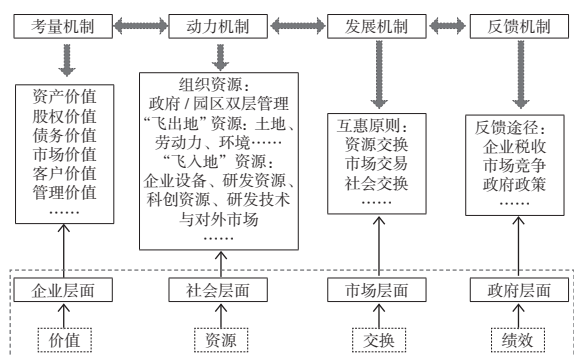 考量机制
动力机制
发展机制
反馈机制
资产价值
股权价值
债务价值
市场价值
客户价值
管理价值
……
组织资源：
政府/园区双层管理
“飞出地”资源：土地、
劳动力、环境……
“飞入地”资源：
企业设备、研发资源、
科创资源、研发技术
与对外市场
……
互惠原则：
资源交换
市场交易
社会交换
……
反馈途径：
企业税收
市场竞争
政府政策
……
企业层面
社会层面
市场层面
政府层面
价值
资源
交换
绩效